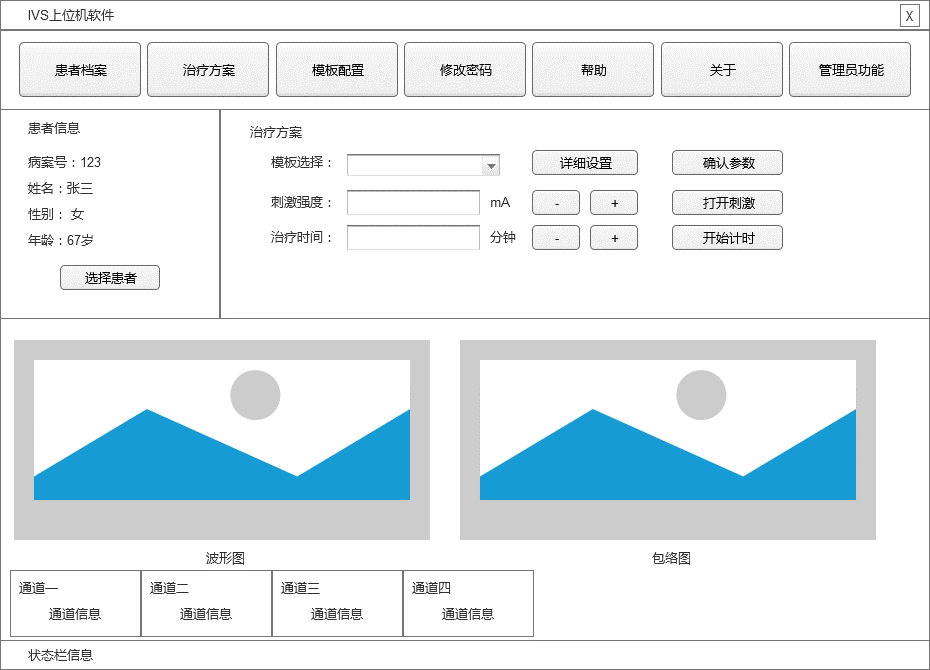 IVS上位机软件 X
患者档案 治疗方案 模板配置 修改密码 帮助 关于 管理员功能
患者信息
病案号：123
姓名：张三
性别： 女
年龄：67岁
选择患者
治疗方案
模板选择： 详细设置 确认参数
刺激强度： mA - + 打开刺激
治疗时间： 分钟 - + 开始计时
波形图 包络图
通道一 通道二 通道三 通道四
通道信息 通道信息 通道信息 通道信息
状态栏信息